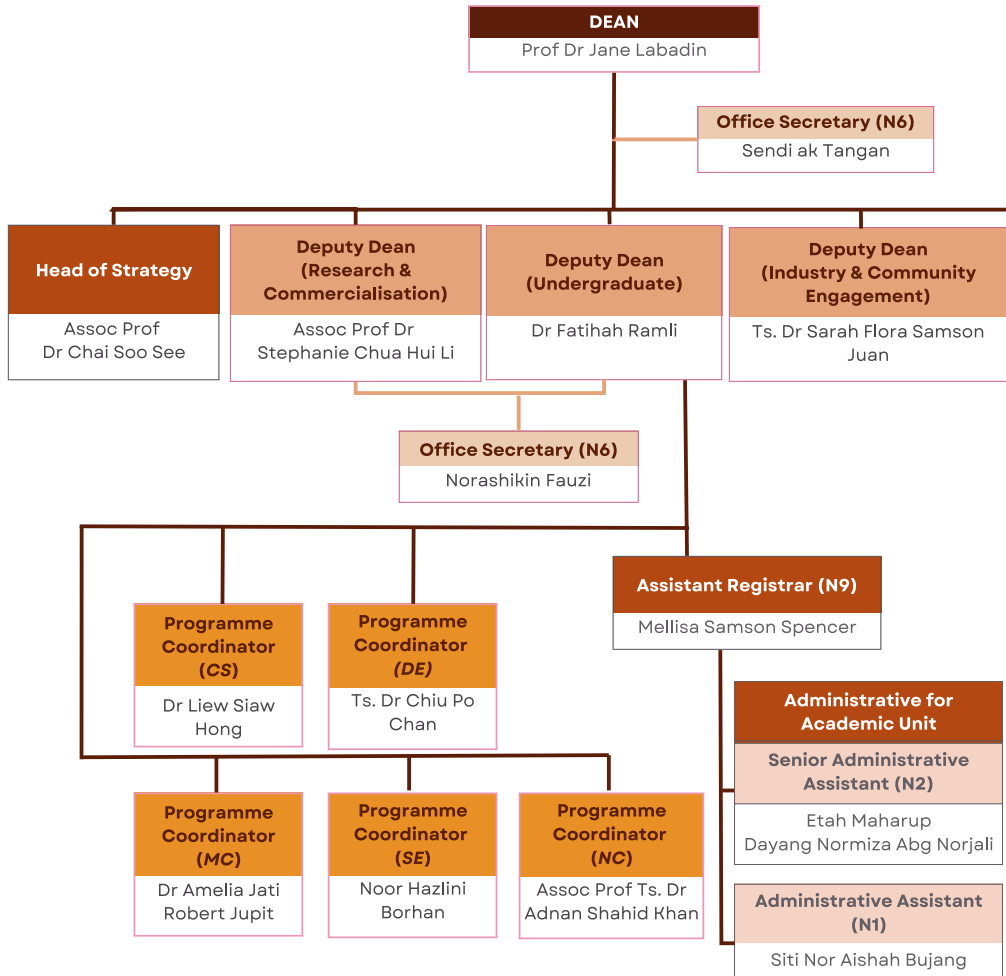 DEAN
Prof Dr Jane Labadin
Office Secretary (N6)
Sendi ak Tangan
Head of Strategy
Assoc Prof
Dr Chai Soo See
Deputy Dean
(Research &
Commercialisation)
Assoc Prof Dr
Stephanie Chua Hui Li
Deputy Dean
(Undergraduate)
Dr Fatihah Ramli
Deputy Dean
(Industry & Community
Engagement)
Ts. Dr Sarah Flora Samson
Juan
Office Secretary (N6)
Norashikin Fauzi
Programme
Coordinator
(CS)
Dr Liew Siaw
Hong
Programme
Coordinator
(DE)
Ts. Dr Chiu Po
Chan
Programme
Coordinator
(MC)
Dr Amelia Jati
Robert Jupit
Programme
Coordinator
(SE)
Noor Hazlini
Borhan
Programme
Coordinator
(NC)
Assoc Prof Ts. Dr
Adnan Shahid Khan
Assistant Registrar (N9)
Mellisa Samson Spencer
Administrative for
Academic Unit
Senior Administrative
Assistant (N2)
Etah Maharup
Dayang Normiza Abg Norjali
Administrative Assistant
(N1)
Siti Nor Aishah Bujang